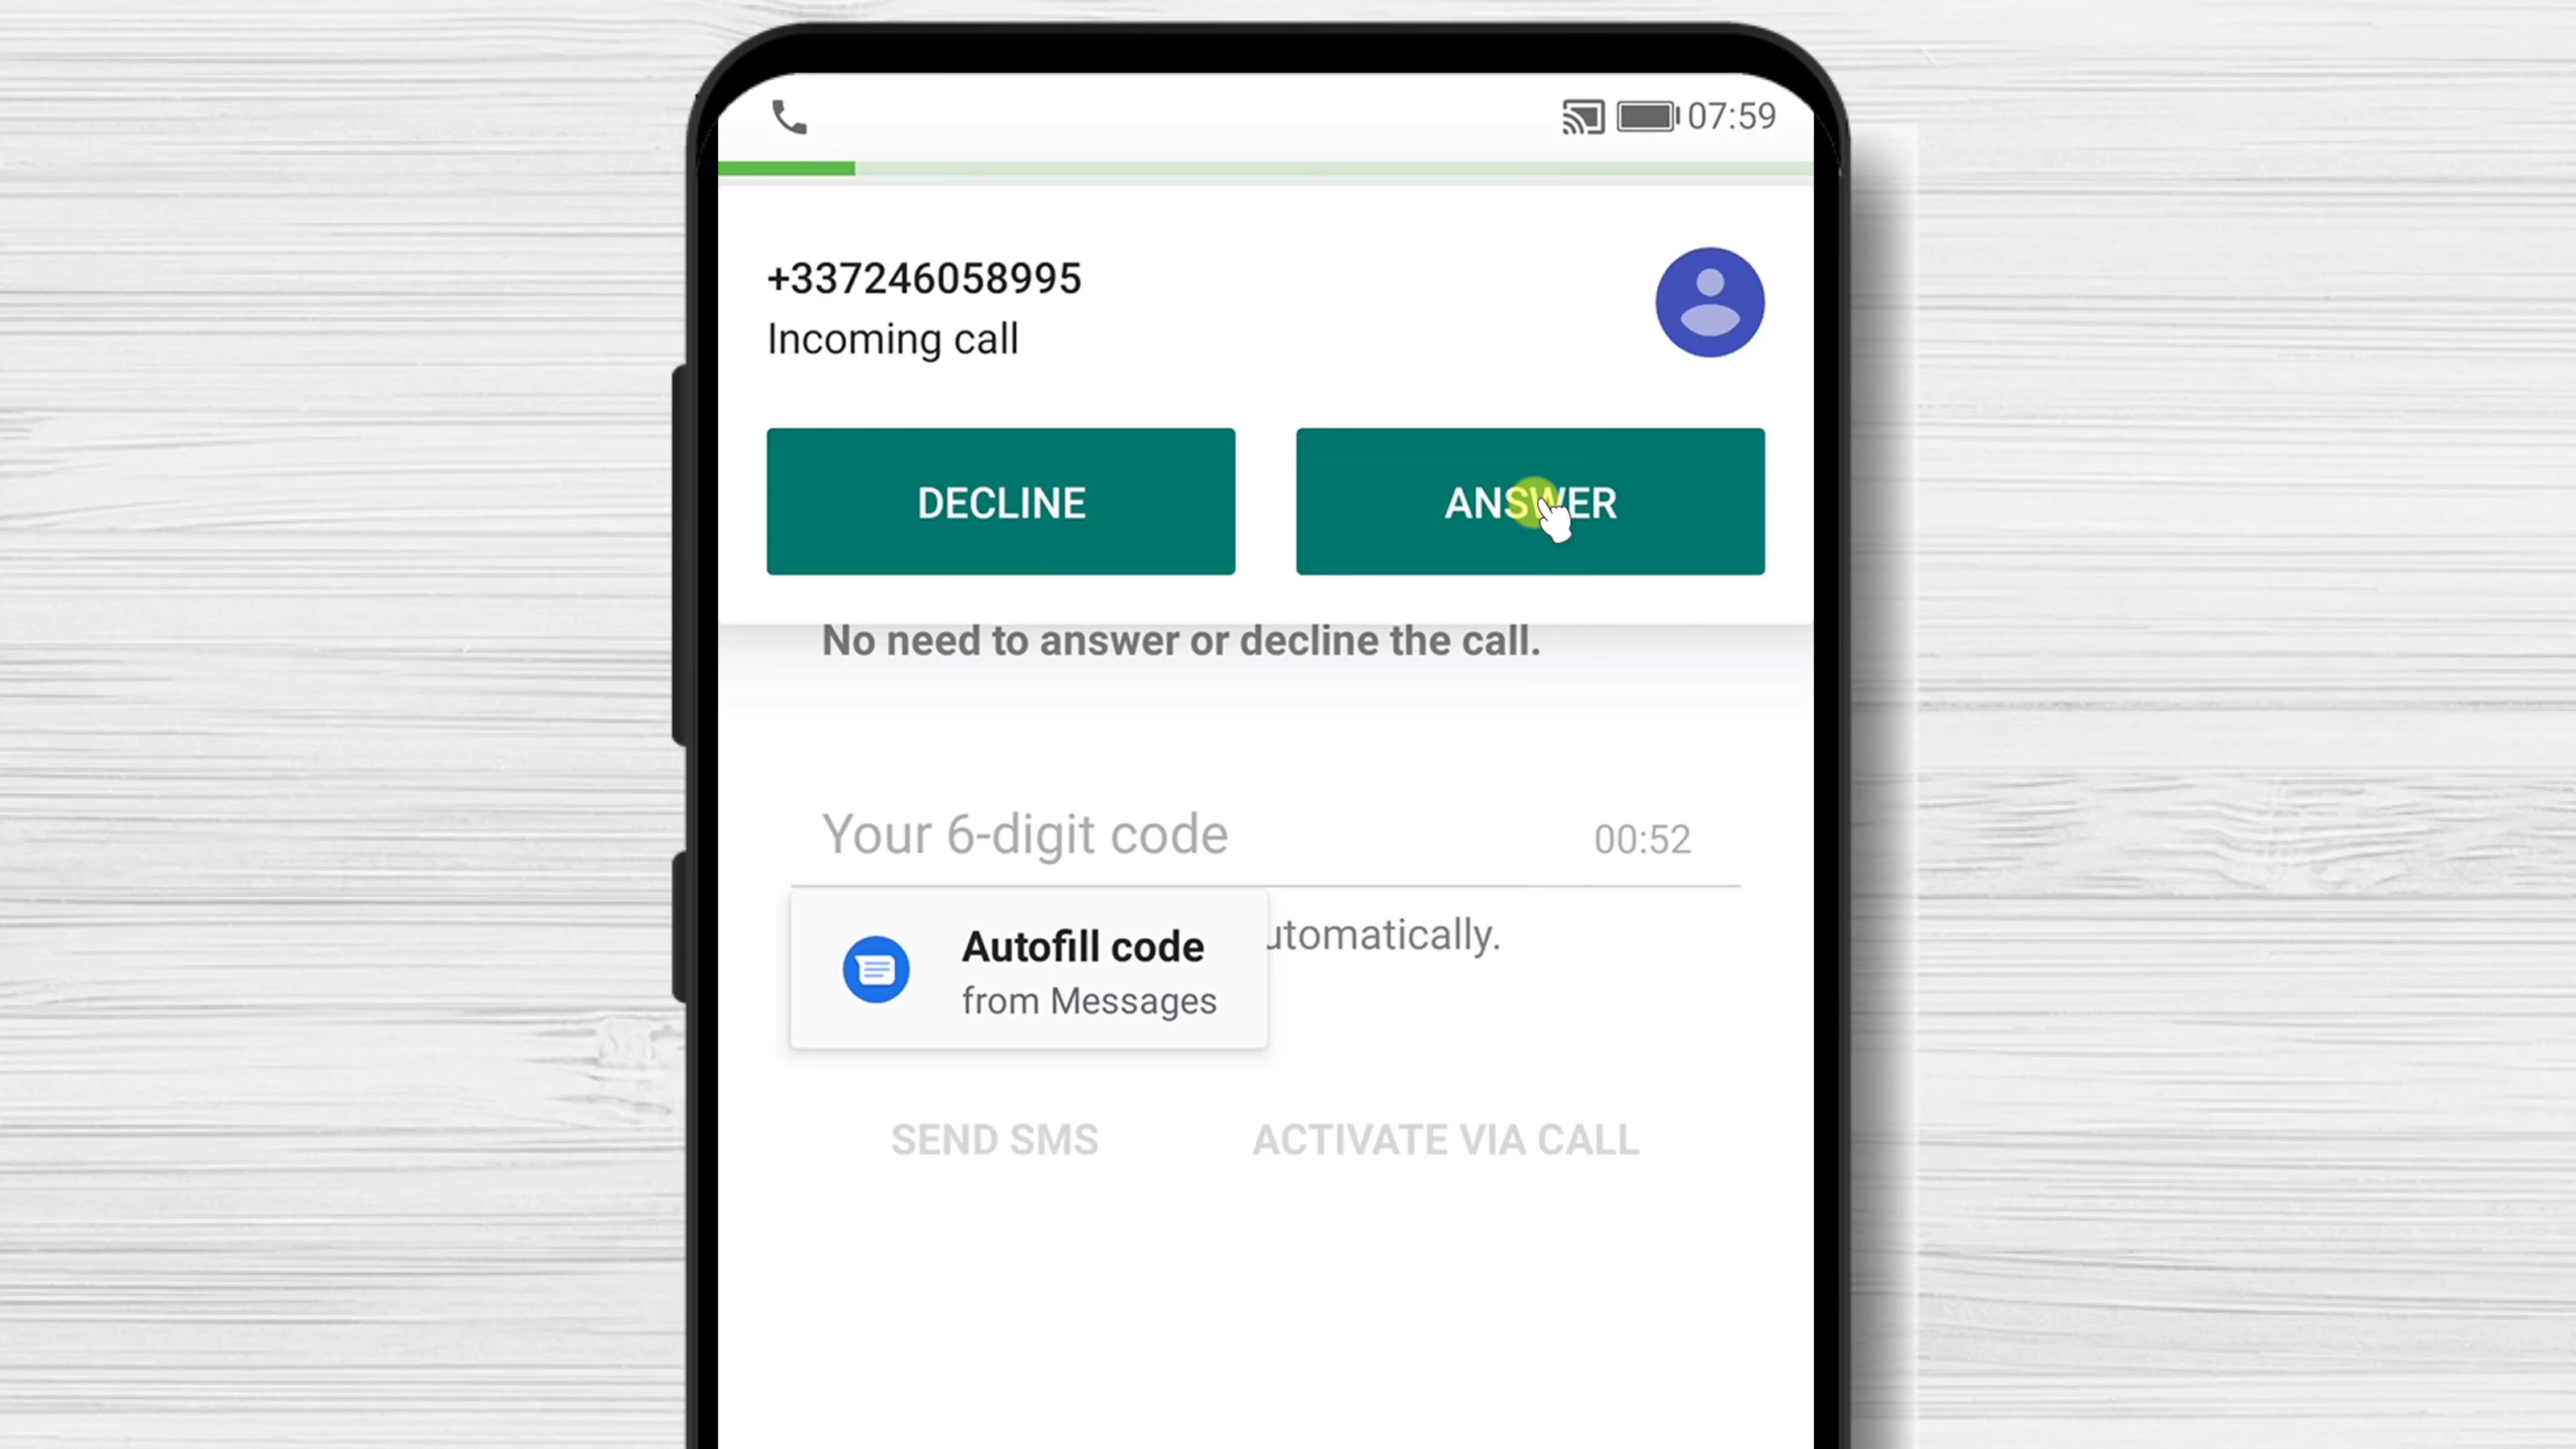 07:59
+337246058995
Incoming call
DECLINE
ANSWER
No need to answer or decline the call.
Your 6-digit code
00:52
Autofill code
from Messages
utomatically.
SEND SMS
ACTIVATE VIA CALL